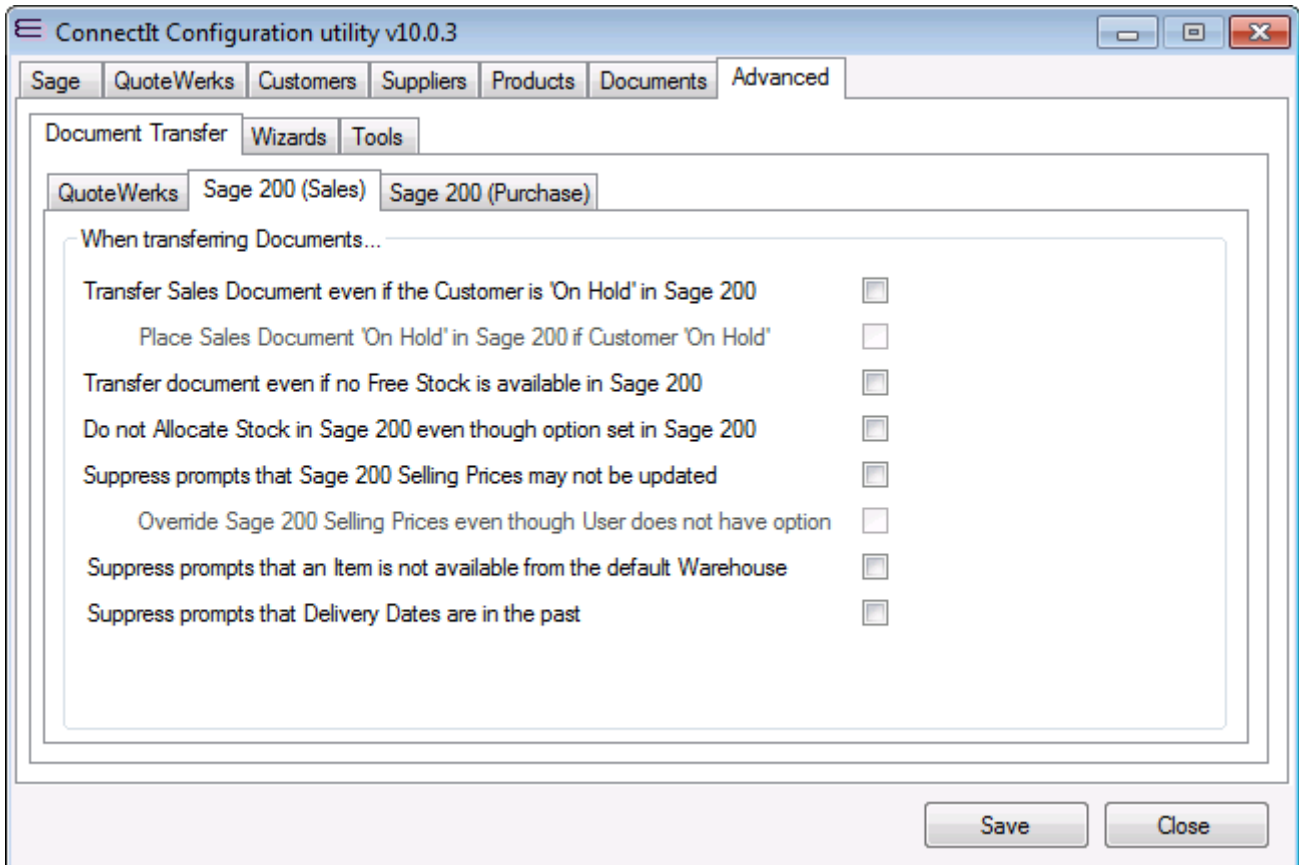 ConnectIt Configuration utility v10.0.3
Sage QuoteWerks Customers Suppliers Products Documents Advanced
Document Transfer Wizards Tools
QuoteWerks Sage 200 (Sales) Sage 200 (Purchase)
When transferring Documents...
Transfer Sales Document even if the Customer is 'On Hold' in Sage 200
Place Sales Document 'On Hold' in Sage 200 if Customer 'On Hold'
Transfer document even if no Free Stock is available in Sage 200
Do not Allocate Stock in Sage 200 even though option set in Sage 200
Suppress prompts that Sage 200 Selling Prices may not be updated
Override Sage 200 Selling Prices even though User does not have option
Suppress prompts that an Item is not available from the default Warehouse
Suppress prompts that Delivery Dates are in the past
Save Close